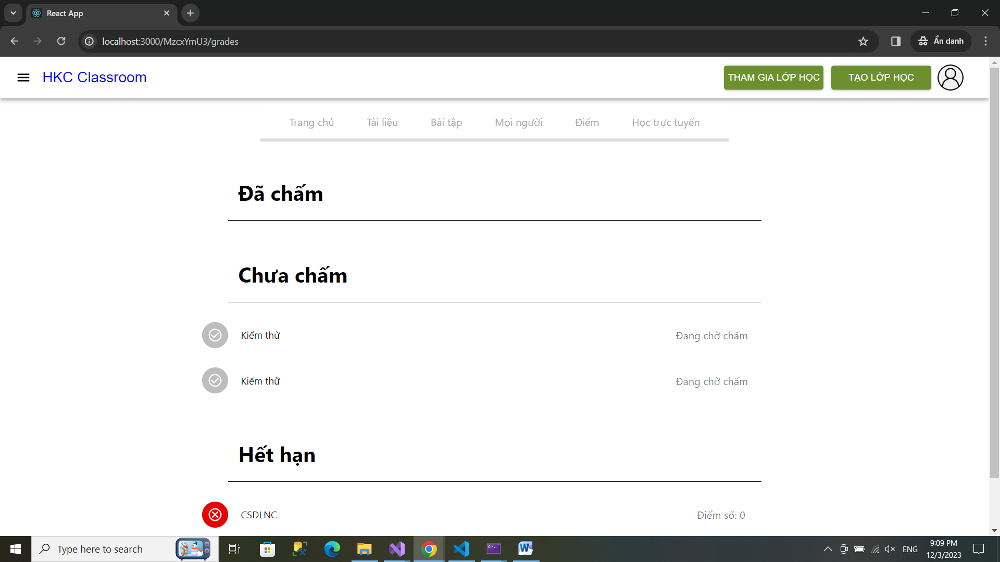 React App
localhost:3000/MzcxYmU3/grades
Ẩn danh
HKC Classroom
THAM GIA LỚP HỌC
TẠO LỚP HỌC
Trang chủ Tài liệu Bài tập Mọi người Điểm Học trực tuyến
Đã chấm
Chưa chấm
Kiểm thử Đang chờ chấm
Kiểm thử Đang chờ chấm
Hết hạn
CSDLNC Điểm số: 0
Type here to search
ENG
9:09 PM
12/3/2023